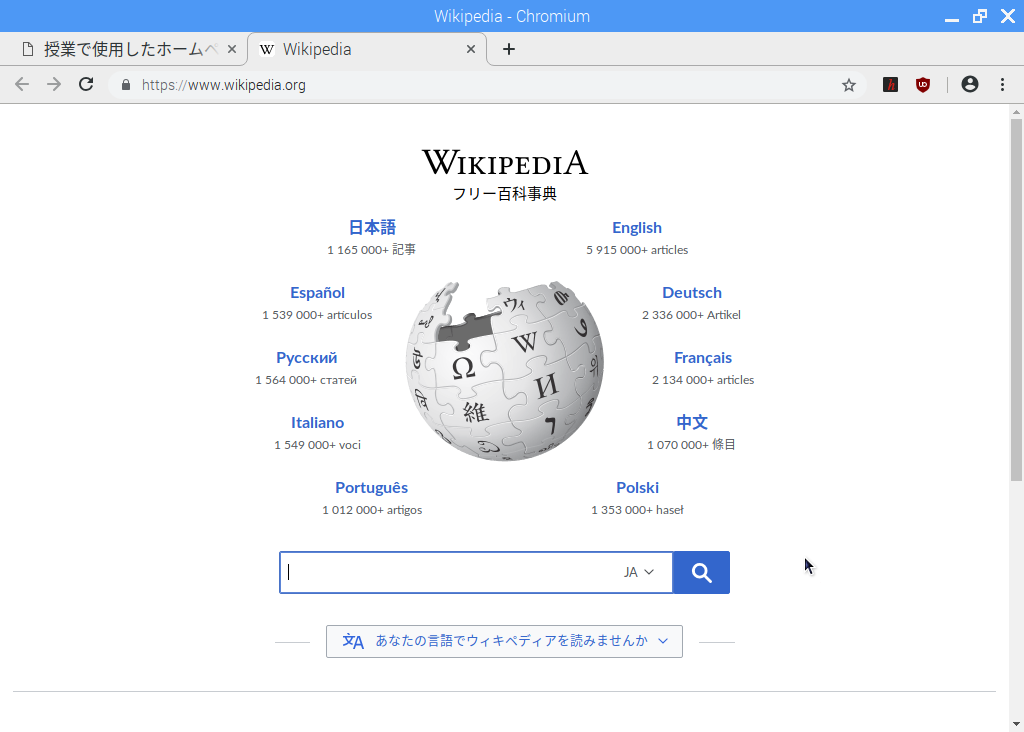 Wikipedia - Chromium
授業で使用したホームペ
Wikipedia
https://www.wikipedia.org
WIKIPEDIA
フリー百科事典
日本語
1 165 000+ 記事
English
5 915 000+ articles
Español
1 539 000+ artículos
Deutsch
2 336 000+ Artikel
Русский
1 564 000+ статей
Français
2 134 000+ articles
Italiano
1 549 000+ voci
中文
1 070 000+ 條目
Português
1 012 000+ artigos
Polski
1 353 000+ haseł
Ω
W
И
維
ウィ
JA
あなたの言語でウィキペディアを読みませんか